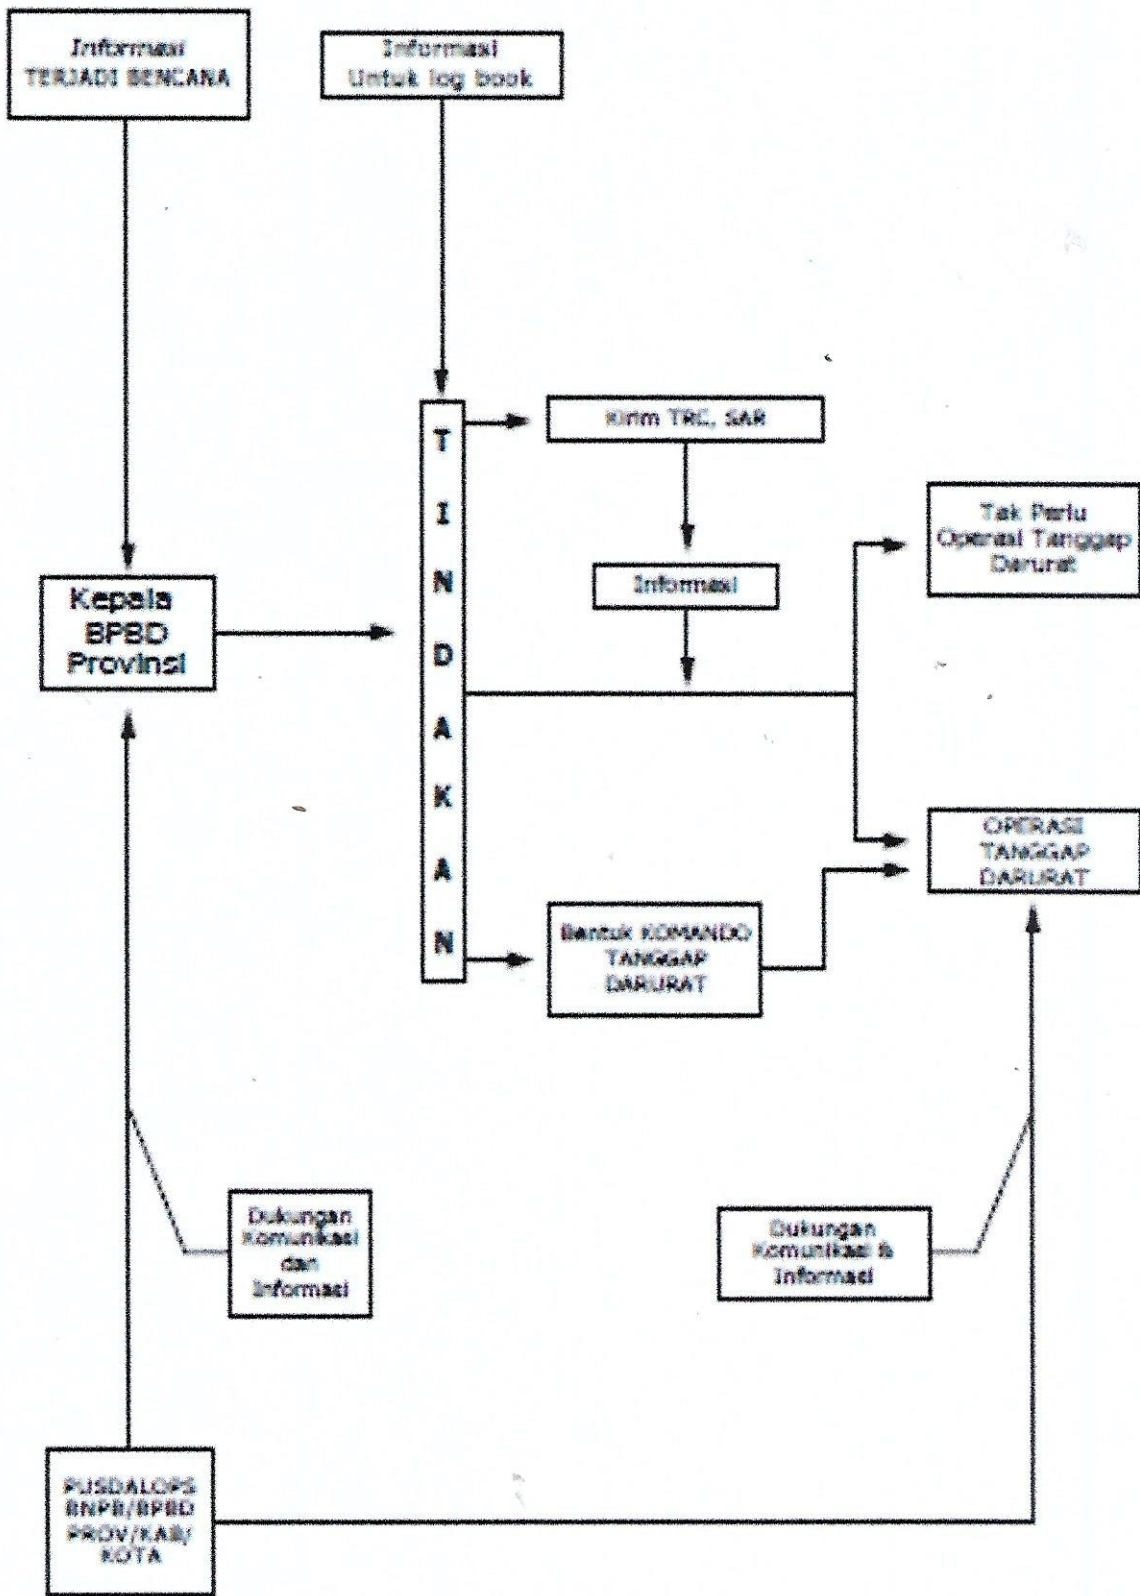 Informasi
TERJADI BENCANA
Informasi
Untuk log book
T
I
N
D
A
K
A
N
Kirim TRC, SAR
Informasi
Tak Perlu
Operasi Tanggap
Darurat
Kepala
BPBD
Provinsi
OPERASI
TANGGAP
DARURAT
Bentuk KOMANDO
TANGGAP
DARURAT
Dukungan
Komunikasi
dan
Informasi
Dukungan
Komunikasi &
Informasi
PUSDALOPS
BNPB/BPBD
PROV/KAB/
KOTA